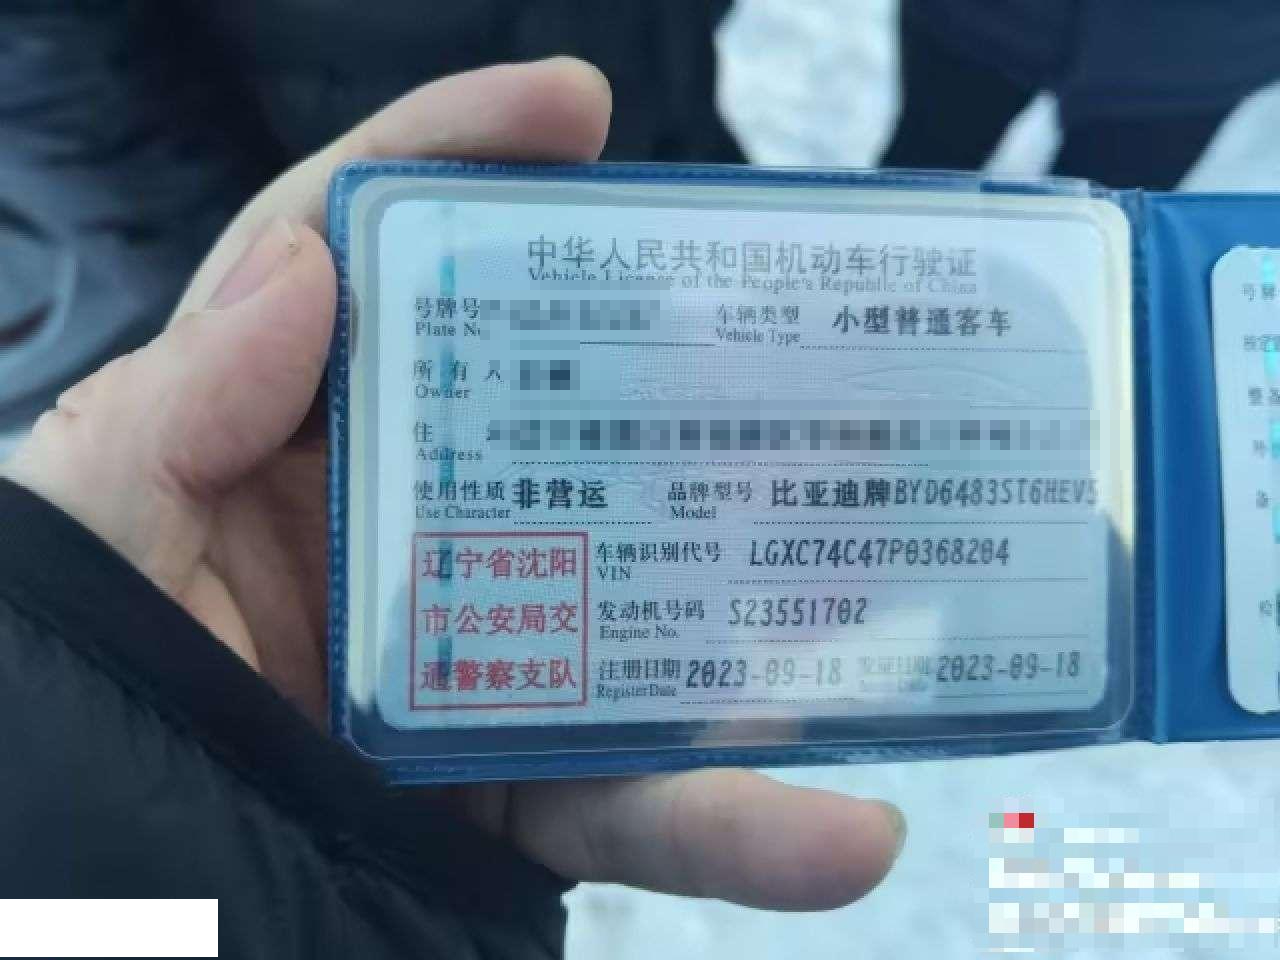 中华人民共和国机动车行驶证
Vehicle License of the People's Republic of China
号牌号
Plate No.
车辆类型
Vehicle Type
小型普通客车
所有人
Owner
住
Address
使用性质
Use Character
非营运
品牌型号
Model
比亚迪牌BYD6483ST6HEV5
辽宁省沈阳
市公安局交
通警察支队
车辆识别代号
VIN
LGXC74C47P0368204
发动机号码
Engine No.
S23551702
注册日期
Register Date
2023-09-18
发证日期
2023-09-18
号牌